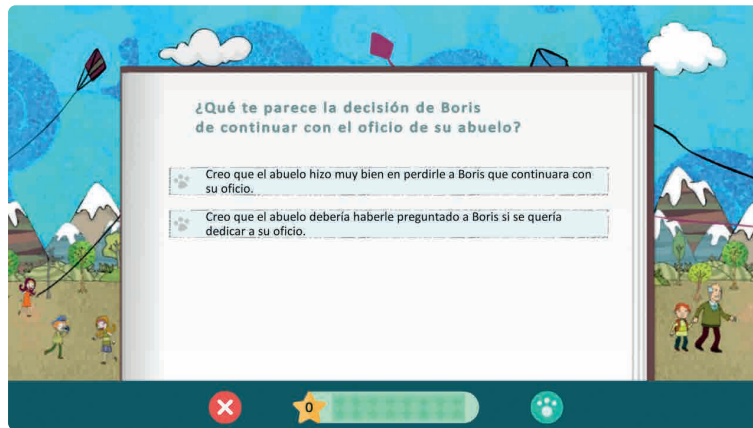 ¿Qué te parece la decisión de Boris
de continuar con el oficio de su abuelo?
Creo que el abuelo hizo muy bien en perdirle a Boris que continuara con
su oficio.
Creo que el abuelo debería haberle preguntado a Boris si se quería
dedicar a su oficio.
0